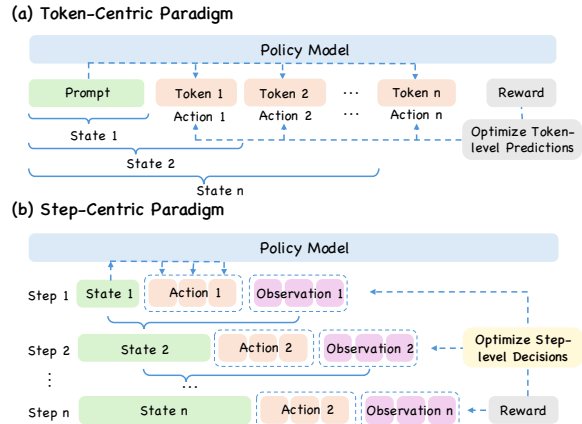 (a) Token-Centric Paradigm
Policy Model
Prompt Token 1 Token 2 ... Token n Reward
Action 1 Action 2 ... Action n
State 1
Optimize Token-
level Predictions
State 2
State n
(b) Step-Centric Paradigm
Policy Model
Step 1 State 1 Action 1 Observation 1
Step 2 State 2 Action 2 Observation 2
Optimize Step-
level Decisions
⋮ ...
Step n State n Action 2 Observation n Reward